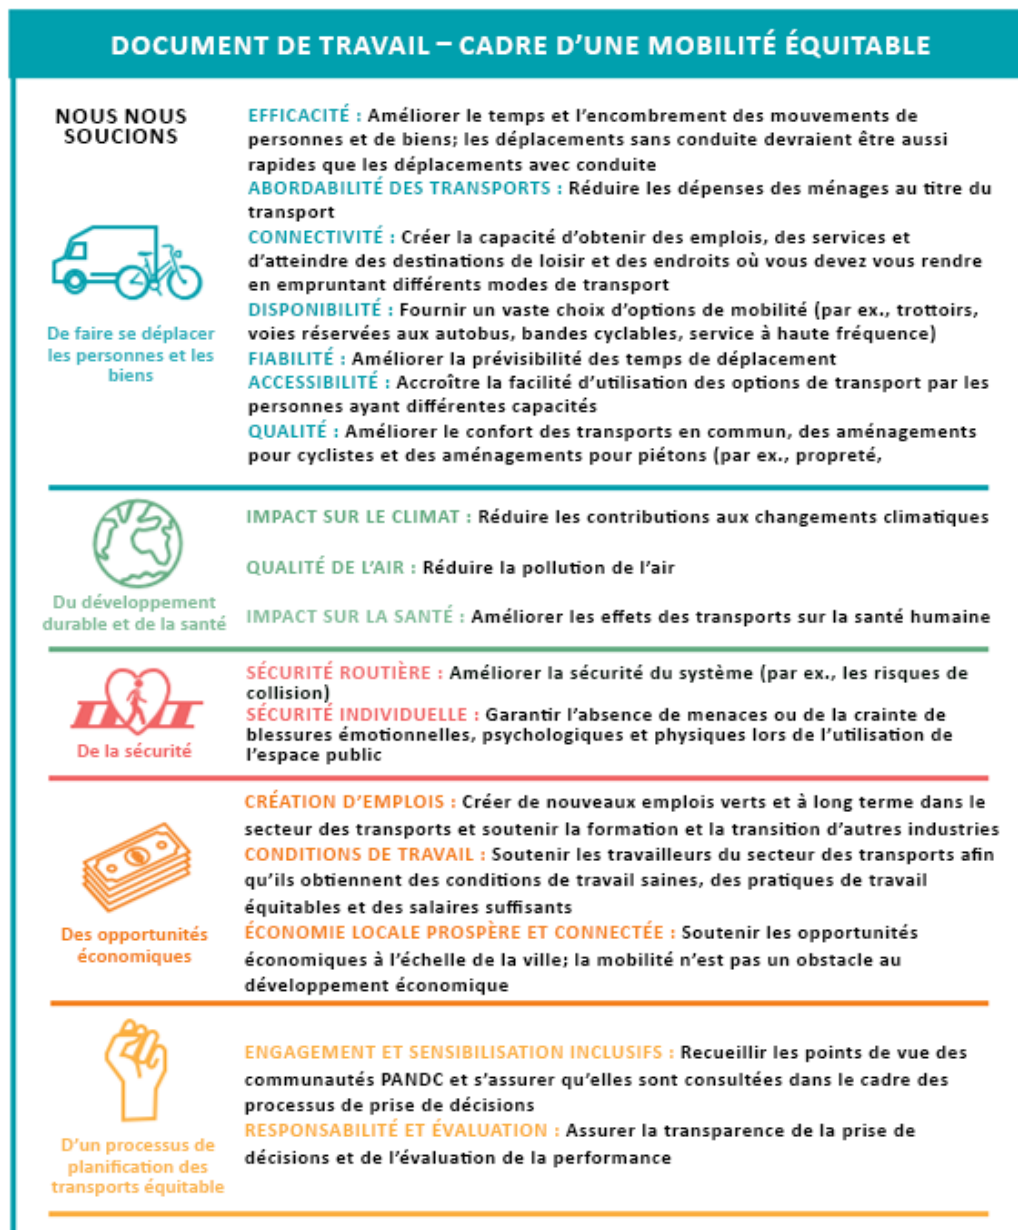 DOCUMENT DE TRAVAIL – CADRE D’UNE MOBILITÉ ÉQUITABLE
NOUS NOUS
SOUCIONS
De faire se déplacer
les personnes et les
biens
EFFICACITÉ : Améliorer le temps et l’encombrement des mouvements de
personnes et de biens; les déplacements sans conduite devraient être aussi
rapides que les déplacements avec conduite
ABORDABILITÉ DES TRANSPORTS : Réduire les dépenses des ménages au titre du
transport
CONNECTIVITÉ : Créer la capacité d’obtenir des emplois, des services et
d’atteindre des destinations de loisir et des endroits où vous devez vous rendre
en empruntant différents modes de transport
DISPONIBILITÉ : Fournir un vaste choix d’options de mobilité (par ex., trottoirs,
voies réservées aux autobus, bandes cyclables, service à haute fréquence)
FIABILITÉ : Améliorer la prévisibilité des temps de déplacement
ACCESSIBILITÉ : Accroître la facilité d’utilisation des options de transport par les
personnes ayant différentes capacités
QUALITÉ : Améliorer le confort des transports en commun, des aménagements
pour cyclistes et des aménagements pour piétons (par ex., propreté,
Du développement
durable et de la santé
IMPACT SUR LE CLIMAT : Réduire les contributions aux changements climatiques
QUALITÉ DE L’AIR : Réduire la pollution de l’air
IMPACT SUR LA SANTÉ : Améliorer les effets des transports sur la santé humaine
De la sécurité
SÉCURITÉ ROUTIÈRE : Améliorer la sécurité du système (par ex., les risques de
collision)
SÉCURITÉ INDIVIDUELLE : Garantir l’absence de menaces ou de la crainte de
blessures émotionnelles, psychologiques et physiques lors de l’utilisation de
l’espace public
Des opportunités
économiques
CRÉATION D’EMPLOIS : Créer de nouveaux emplois verts et à long terme dans le
secteur des transports et soutenir la formation et la transition d’autres industries
CONDITIONS DE TRAVAIL : Soutenir les travailleurs du secteur des transports afin
qu’ils obtiennent des conditions de travail saines, des pratiques de travail
équitables et des salaires suffisants
ÉCONOMIE LOCALE PROSPÈRE ET CONNECTÉE : Soutenir les opportunités
économiques à l’échelle de la ville; la mobilité n’est pas un obstacle au
développement économique
D’un processus de
planification des
transports équitable
ENGAGEMENT ET SENSIBILISATION INCLUSIFS : Recueillir les points de vue des
communautés PANDC et s’assurer qu’elles sont consultées dans le cadre des
processus de prise de décisions
RESPONSABILITÉ ET ÉVALUATION : Assurer la transparence de la prise de
décisions et de l’évaluation de la performance